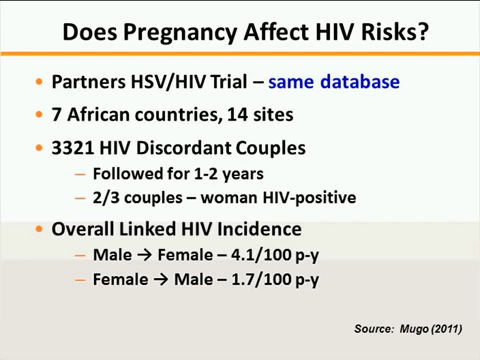 Does Pregnancy Affect HIV Risks?
• Partners HSV/HIV Trial – same database
• 7 African countries, 14 sites
• 3321 HIV Discordant Couples
– Followed for 1-2 years
– 2/3 couples – woman HIV-positive
• Overall Linked HIV Incidence
– Male → Female – 4.1/100 p-y
– Female → Male – 1.7/100 p-y
Source: Mugo (2011)